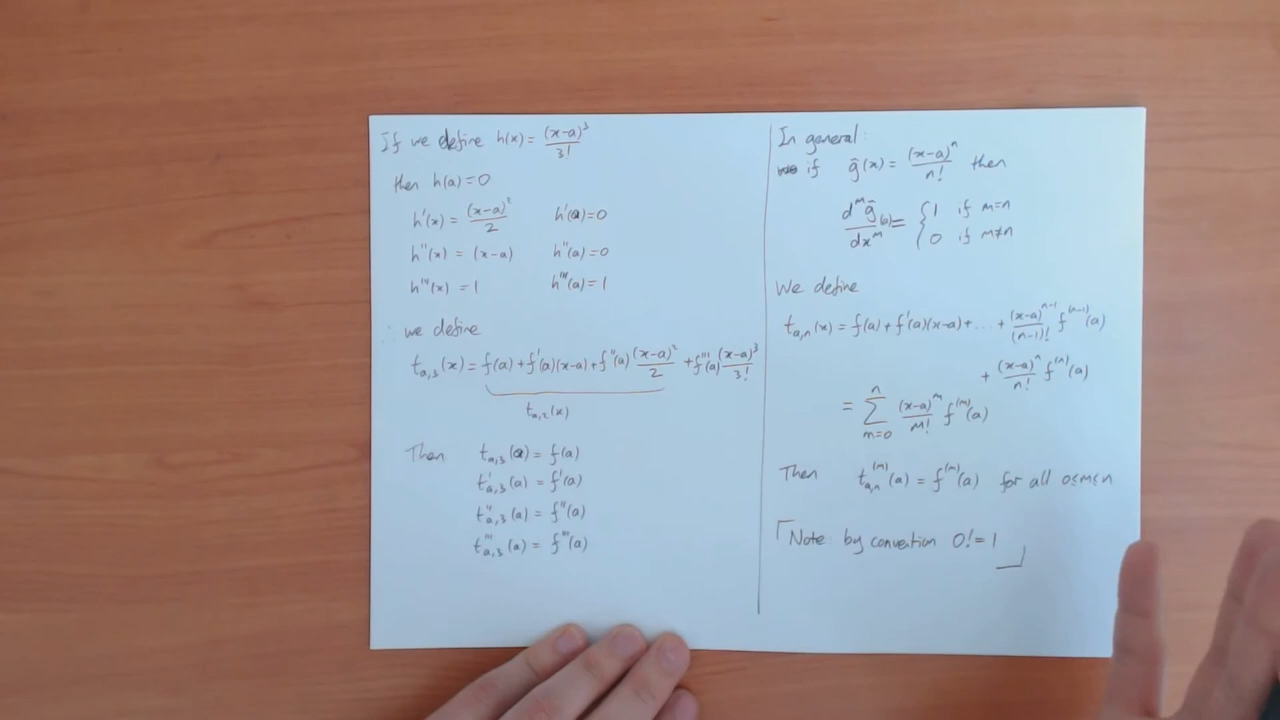 If we define h(x) = (x-a)³/3!
then h(a)=0
h'(x) = (x-a)²/2 h'(a)=0
h''(x) = (x-a) h''(a)=0
h'''(x) = 1 h'''(a)=1
∴ we define
t_{a,3}(x) = f(a) + f'(a)(x-a) + f''(a) (x-a)²/2 + f'''(a) (x-a)³/3!
t_{a,2}(x)
Then t_{a,3}(a) = f(a)
t'_{a,3}(a) = f'(a)
t''_{a,3}(a) = f''(a)
t'''_{a,3}(a) = f'''(a)
In general:
if g̃(x) = (x-a)ⁿ/n! then
d^m g̃/dx^m (a) = { 1 if m=n
0 if m≠n
We define
t_{a,n}(x) = f(a) + f'(a)(x-a) + .... + (x-a)^{n-1}/(n-1)! f^{(n-1)}(a)
+ (x-a)^n/n! f^{(n)}(a)
= ∑_{m=0}^{n} (x-a)^m/m! f^{(m)}(a)
Then t_{a,n}^{(m)}(a) = f^{(m)}(a) for all 0≤m≤n
Note by convention 0! = 1